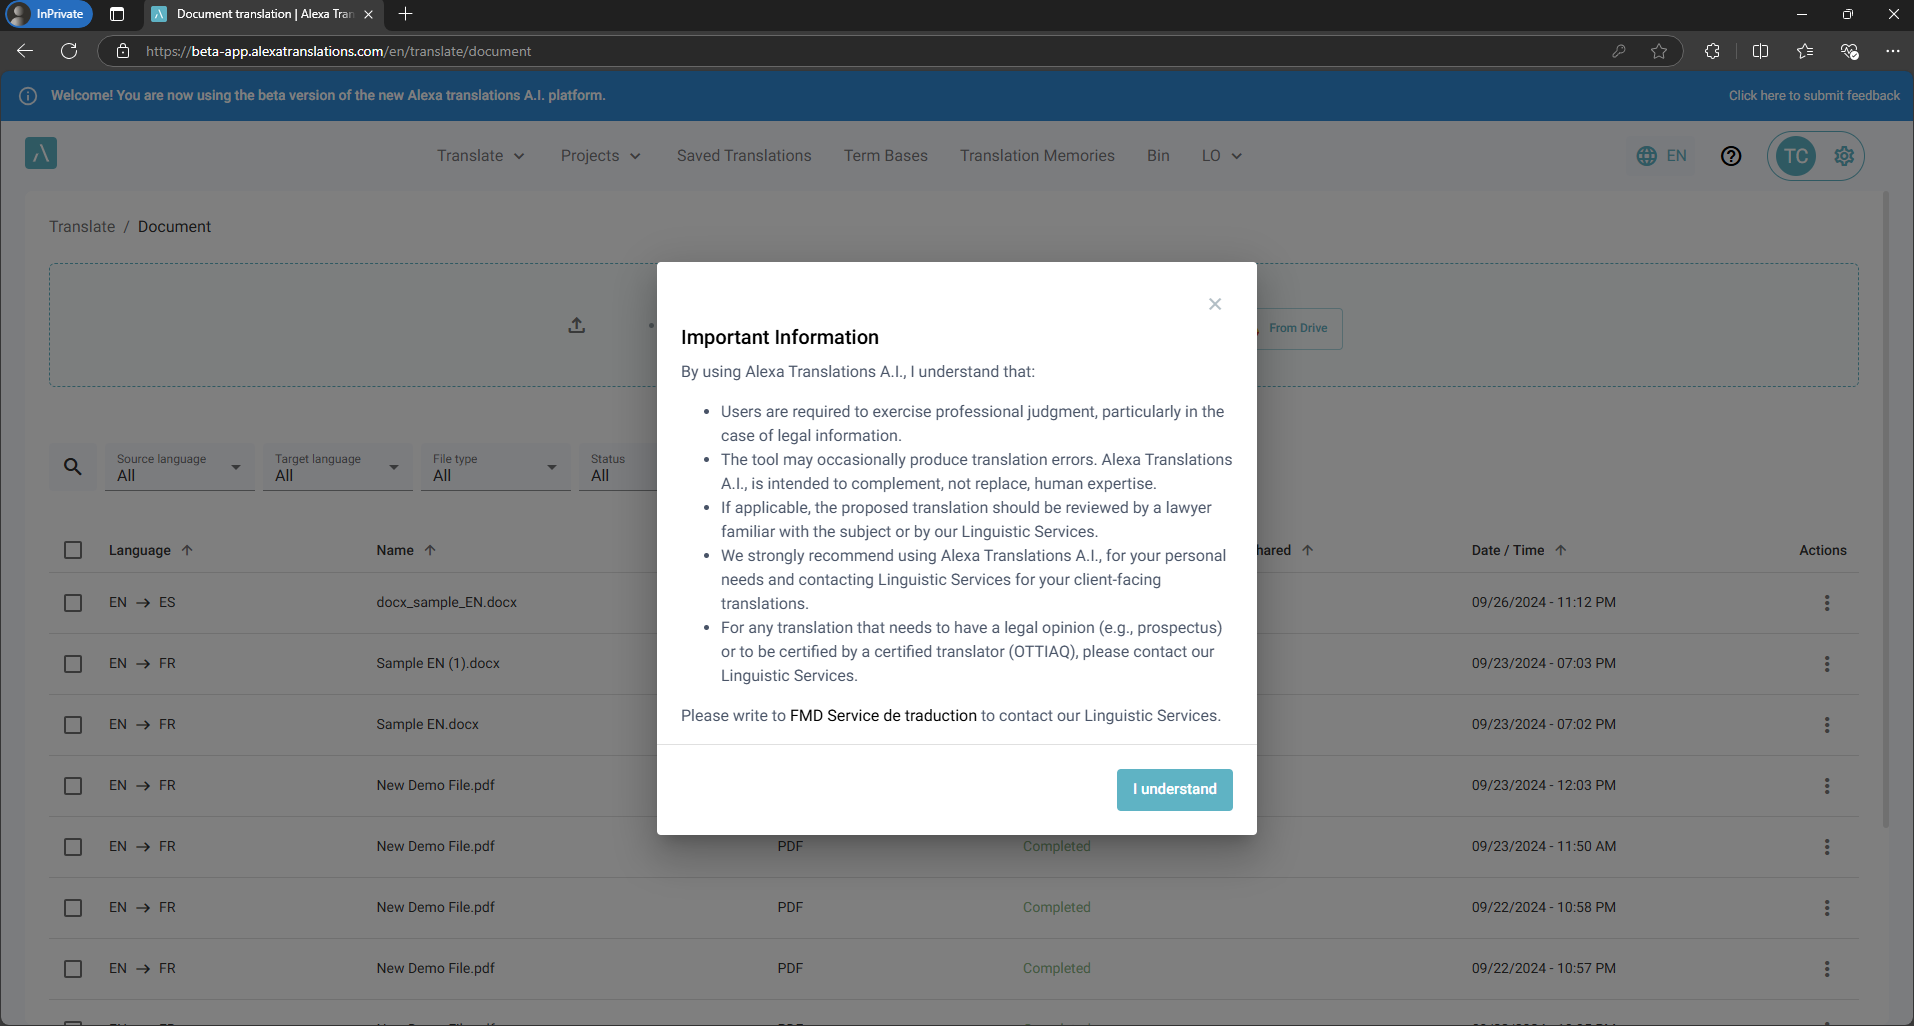 InPrivate
Document translation | Alexa Tran
https://beta-app.alexatranslations.com/en/translate/document
Welcome! You are now using the beta version of the new Alexa translations A.I. platform.
Click here to submit feedback
Translate
Projects
Saved Translations
Term Bases
Translation Memories
Bin
LO
EN
TC
Translate / Document
From Drive
Important Information
By using Alexa Translations A.I., I understand that:
• Users are required to exercise professional judgment, particularly in the
case of legal information.
• The tool may occasionally produce translation errors. Alexa Translations
A.I., is intended to complement, not replace, human expertise.
• If applicable, the proposed translation should be reviewed by a lawyer
familiar with the subject or by our Linguistic Services.
• We strongly recommend using Alexa Translations A.I., for your personal
needs and contacting Linguistic Services for your client-facing
translations.
• For any translation that needs to have a legal opinion (e.g., prospectus)
or to be certified by a certified translator (OTTIAQ), please contact our
Linguistic Services.
Please write to FMD Service de traduction to contact our Linguistic Services.
I understand
Source language
All
Target language
All
File type
All
Status
All
Language
Name
hared
Date / Time
Actions
EN → ES docx_sample_EN.docx 09/26/2024 - 11:12 PM
EN → FR Sample EN (1).docx 09/23/2024 - 07:03 PM
EN → FR Sample EN.docx 09/23/2024 - 07:02 PM
EN → FR New Demo File.pdf 09/23/2024 - 12:03 PM
EN → FR New Demo File.pdf PDF Completed 09/23/2024 - 11:50 AM
EN → FR New Demo File.pdf PDF Completed 09/22/2024 - 10:58 PM
EN → FR New Demo File.pdf PDF Completed 09/22/2024 - 10:57 PM